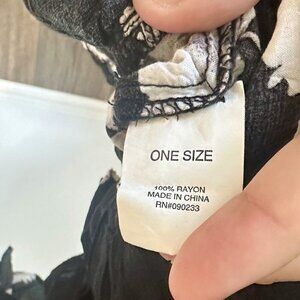 ONE SIZE
100% RAYON
MADE IN CHINA
RN#090233